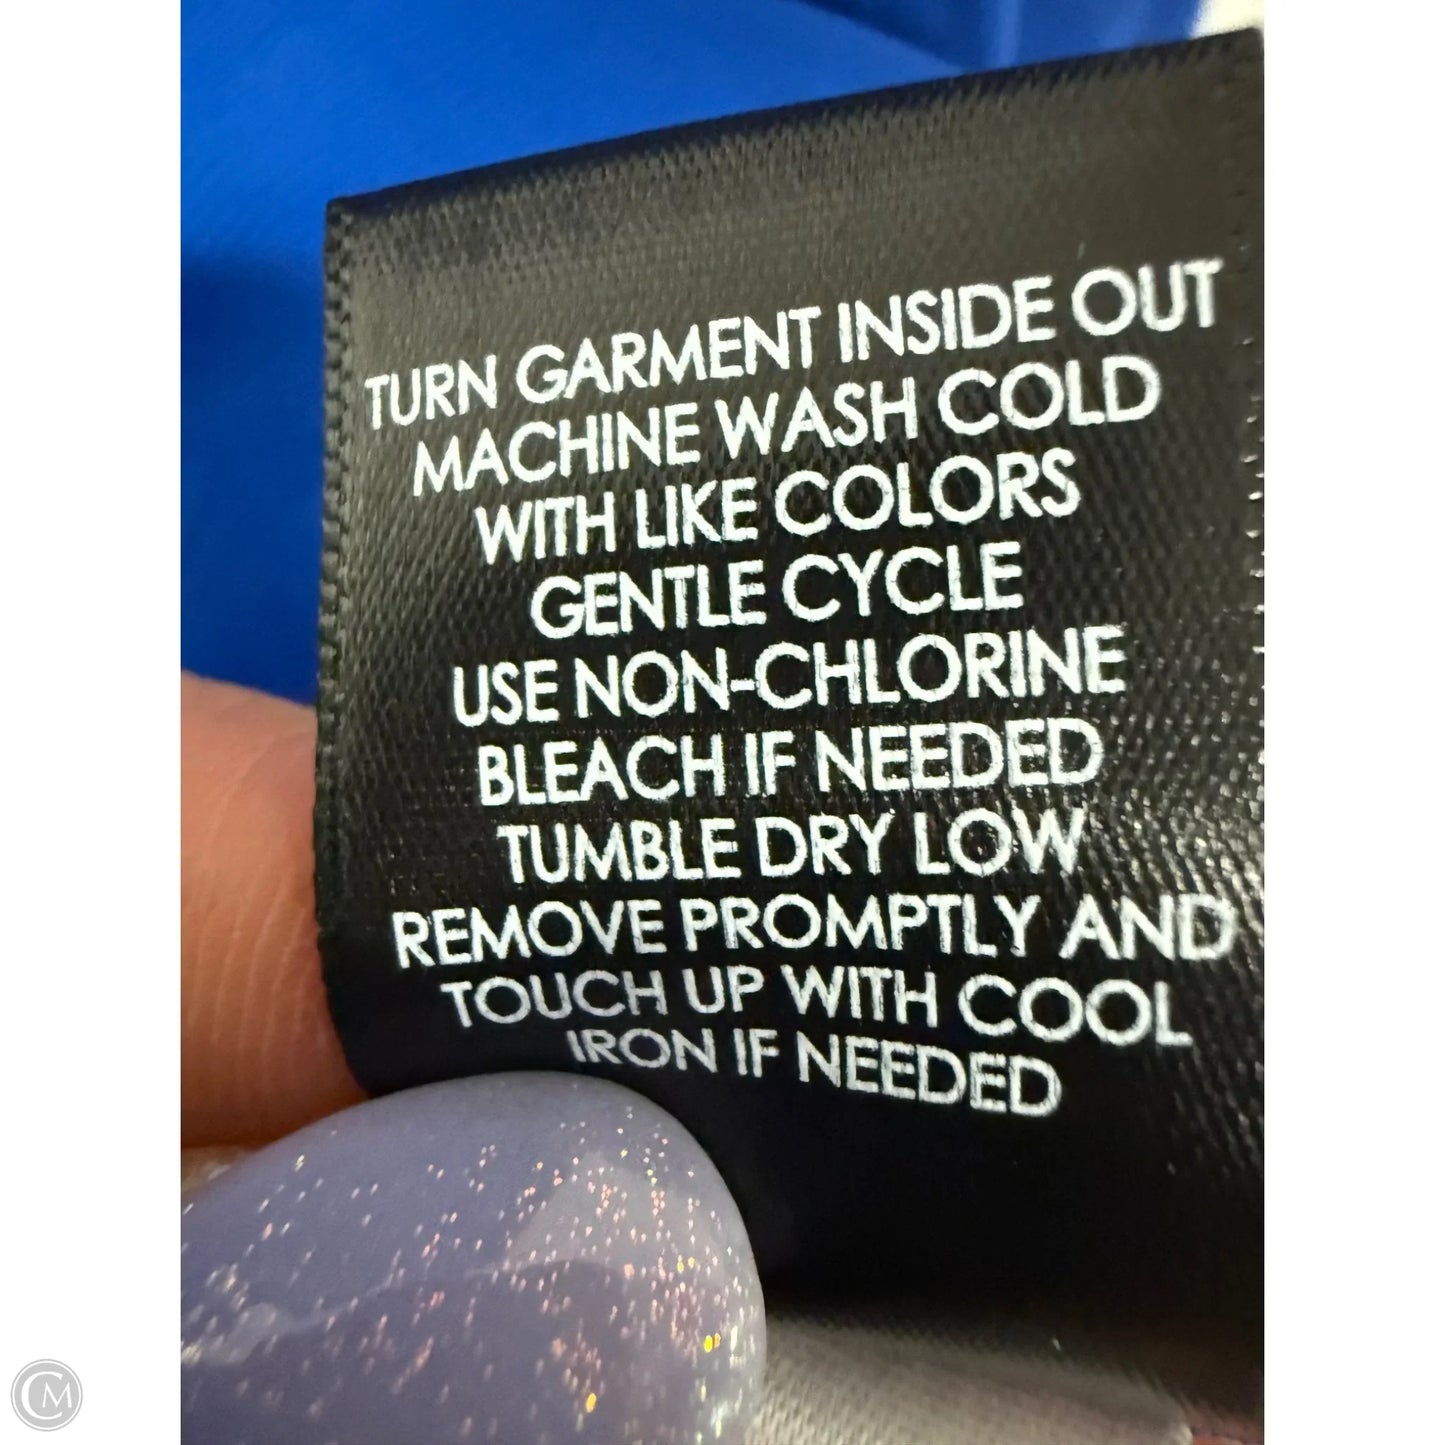 TURN GARMENT INSIDE OUT
MACHINE WASH COLD
WITH LIKE COLORS
GENTLE CYCLE
USE NON-CHLORINE
BLEACH IF NEEDED
TUMBLE DRY LOW
REMOVE PROMPTLY AND
TOUCH UP WITH COOL
IRON IF NEEDED
CM